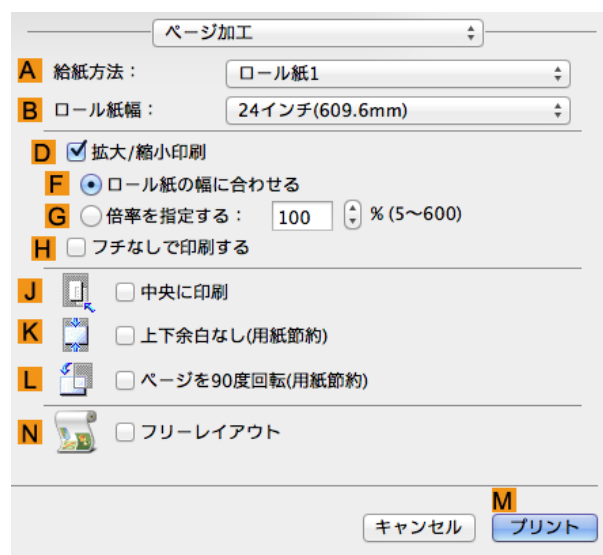 ページ加工
A 給紙方法： ロール紙1
B ロール紙幅： 24インチ(609.6mm)
D 拡大/縮小印刷
F ロール紙の幅に合わせる
G 倍率を指定する： 100 % (5〜600)
H フチなしで印刷する
J 中央に印刷
K 上下余白なし(用紙節約)
L ページを90度回転(用紙節約)
N フリーレイアウト
M
キャンセル プリント